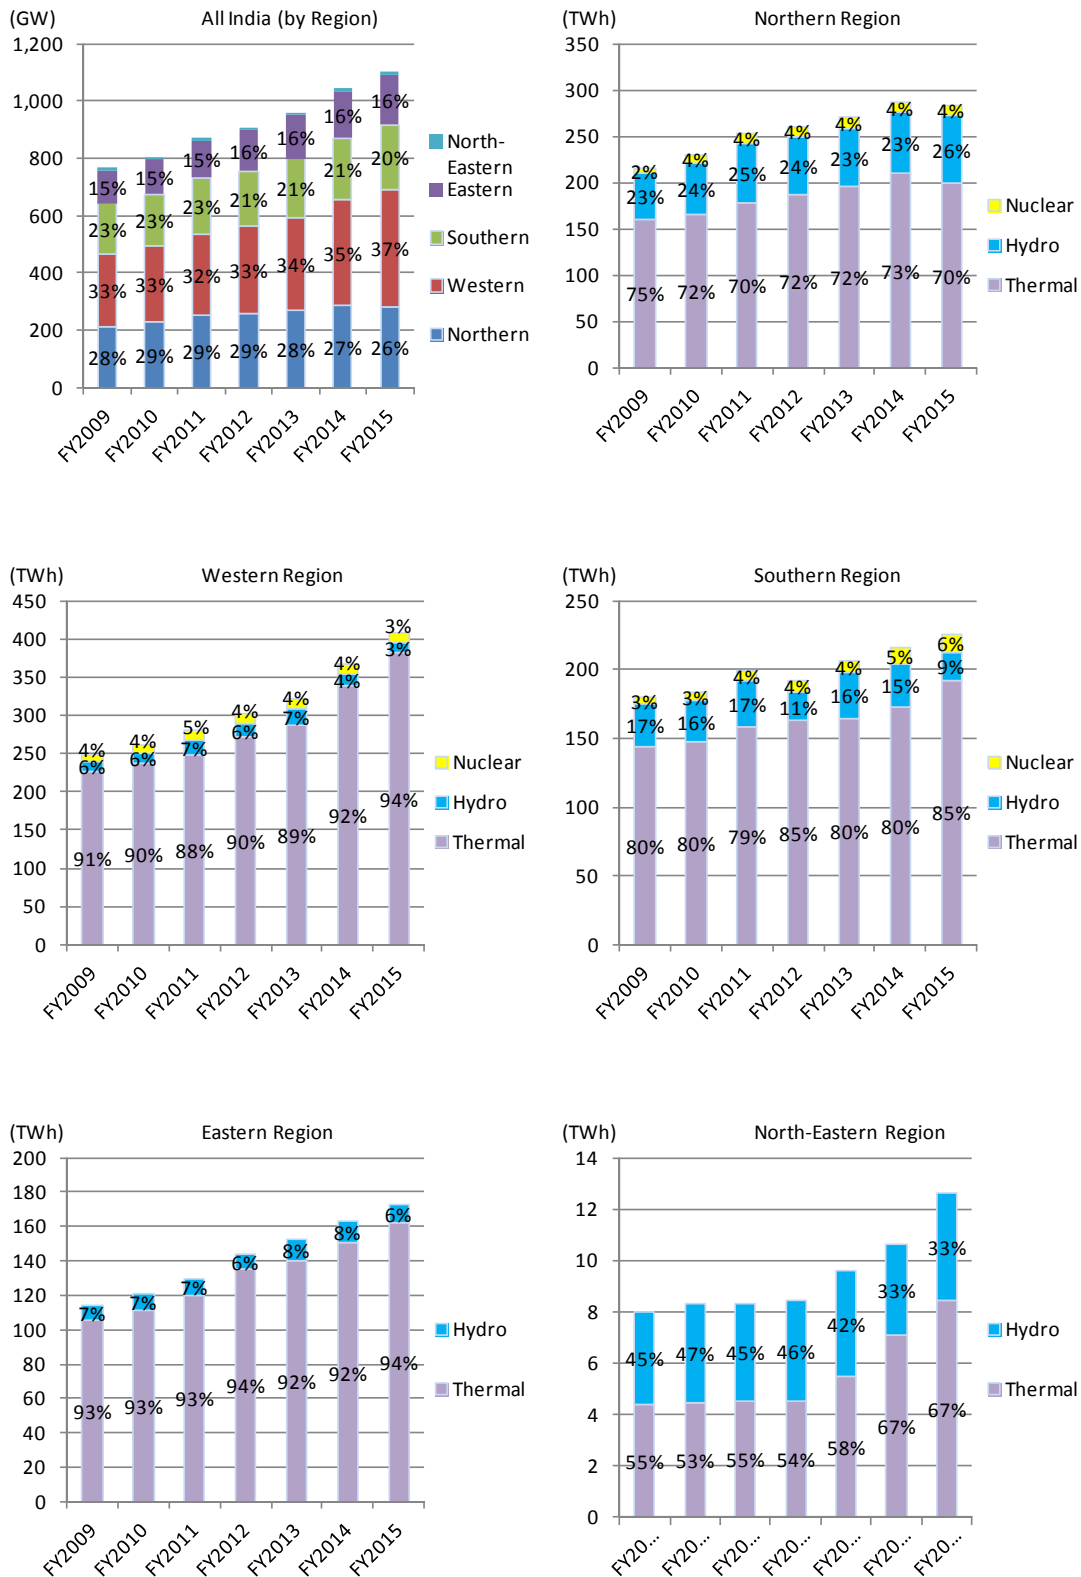 (GW)
All India (by Region)
1,200
1,000
800
600
400
200
0
16%
16%
16%
16%
15%
15%
15%
20%
21%
21%
21%
23%
23%
23%
37%
35%
34%
33%
32%
33%
33%
28%
29%
29%
29%
28%
27%
26%
North-
Eastern
Eastern
Southern
Western
Northern
FY2009
FY2010
FY2011
FY2012
FY2013
FY2014
FY2015
(TWh)
Northern Region
350
300
250
200
150
100
50
0
2%
4%
4%
4%
4%
4%
4%
23%
24%
25%
24%
23%
23%
26%
75%
72%
70%
72%
72%
73%
70%
Nuclear
Hydro
Thermal
FY2009
FY2010
FY2011
FY2012
FY2013
FY2014
FY2015
(TWh)
Western Region
450
400
350
300
250
200
150
100
50
0
4%
4%
5%
4%
4%
4%
3%
6%
6%
7%
6%
7%
4%
3%
91%
90%
88%
90%
89%
92%
94%
Nuclear
Hydro
Thermal
FY2009
FY2010
FY2011
FY2012
FY2013
FY2014
FY2015
(TWh)
Southern Region
250
200
150
100
50
0
3%
3%
4%
4%
4%
5%
6%
17%
16%
17%
11%
16%
15%
9%
80%
80%
79%
85%
80%
80%
85%
Nuclear
Hydro
Thermal
FY2009
FY2010
FY2011
FY2012
FY2013
FY2014
FY2015
(TWh)
Eastern Region
200
180
160
140
120
100
80
60
40
20
0
7%
7%
7%
6%
8%
8%
6%
93%
93%
93%
94%
92%
92%
94%
Hydro
Thermal
FY2009
FY2010
FY2011
FY2012
FY2013
FY2014
FY2015
(TWh)
North-Eastern Region
14
12
10
8
6
4
2
0
45%
47%
45%
46%
42%
33%
33%
55%
53%
55%
54%
58%
67%
67%
Hydro
Thermal
FY20...
FY20...
FY20...
FY20...
FY20...
FY20...
FY20...